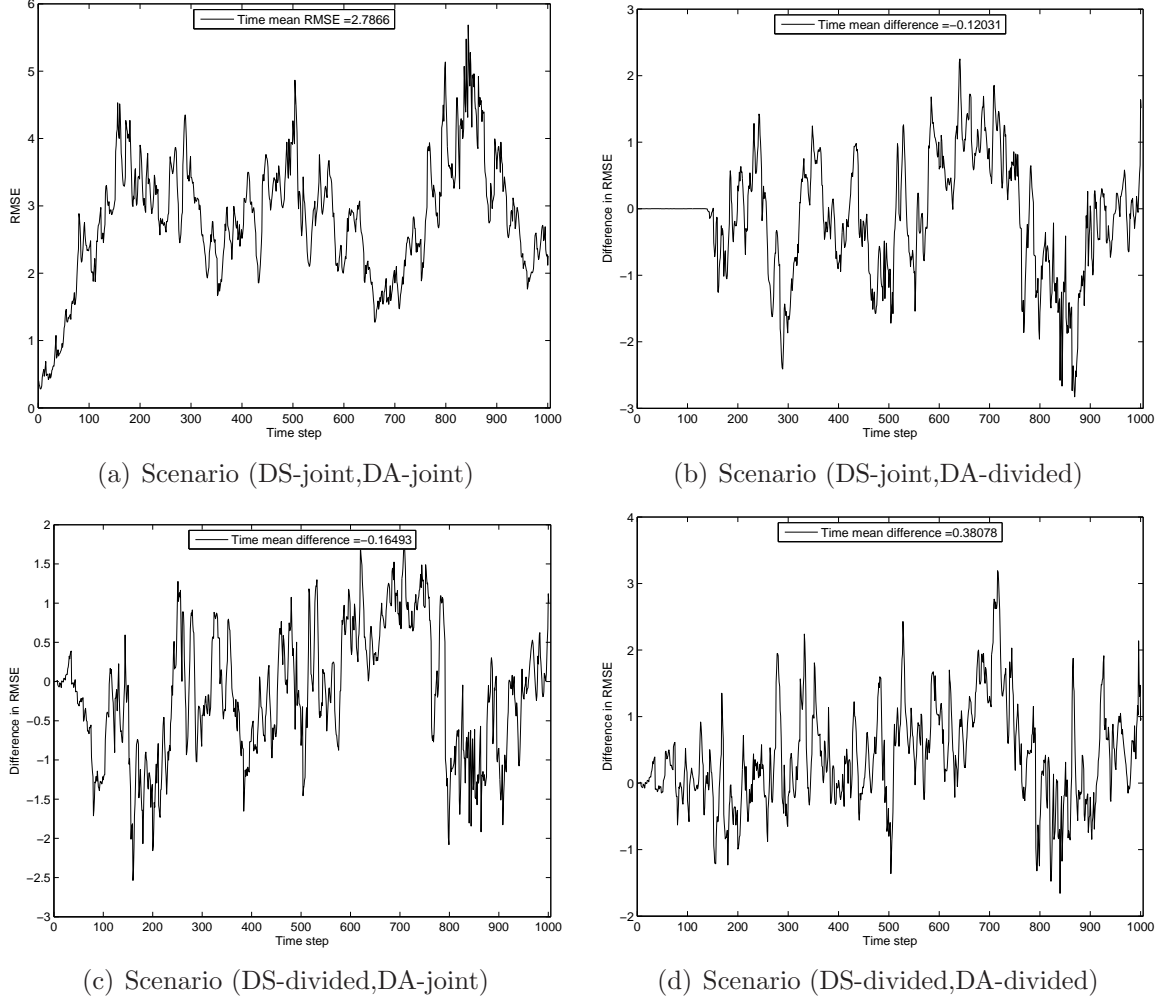 Time mean RMSE =2.7866
RMSE
6
5
4
3
2
1
0
0 100 200 300 400 500 600 700 800 900 1000
Time step
(a) Scenario (DS-joint,DA-joint)
Time mean difference =−0.12031
Difference in RMSE
3
2
1
0
−1
−2
−3
0 100 200 300 400 500 600 700 800 900 1000
Time step
(b) Scenario (DS-joint,DA-divided)
Time mean difference =−0.16493
Difference in RMSE
2
1.5
1
0.5
0
−0.5
−1
−1.5
−2
−2.5
−3
0 100 200 300 400 500 600 700 800 900 1000
Time step
(c) Scenario (DS-divided,DA-joint)
Time mean difference =0.38078
Difference in RMSE
4
3
2
1
0
−1
−2
0 100 200 300 400 500 600 700 800 900 1000
Time step
(d) Scenario (DS-divided,DA-divided)